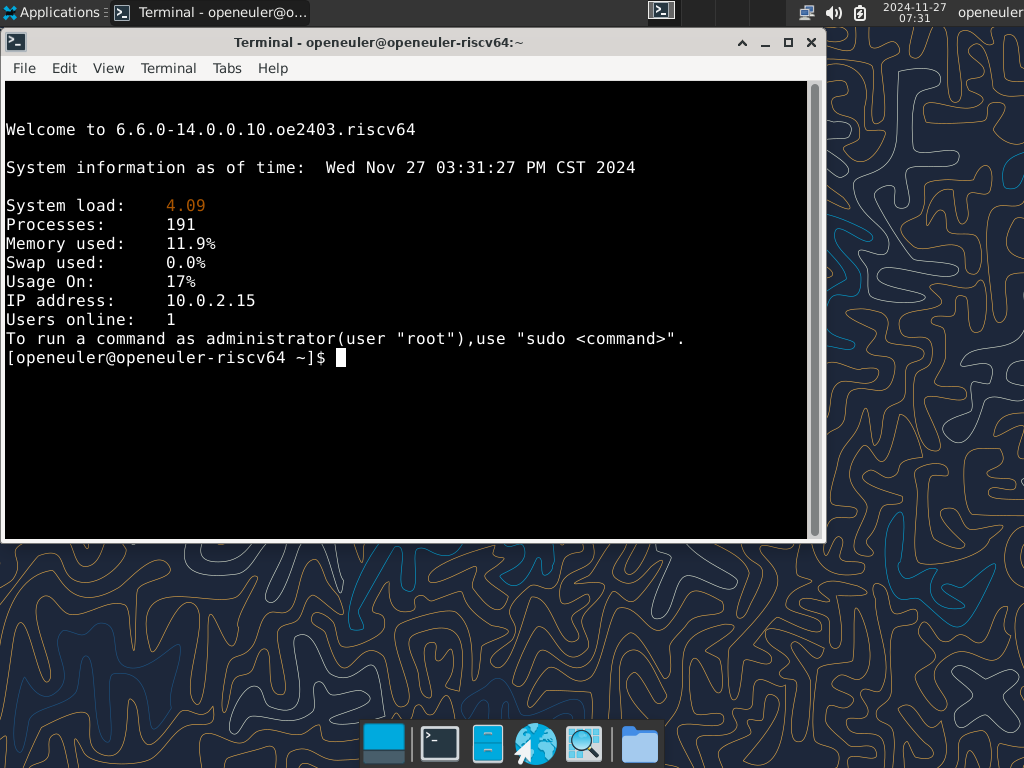 Applications
Terminal - openeuler@o...
2024-11-27
07:31
openeuler
Terminal - openeuler@openeuler-riscv64:~
File Edit View Terminal Tabs Help
Welcome to 6.6.0-14.0.0.10.oe2403.riscv64
System information as of time:  Wed Nov 27 03:31:27 PM CST 2024
System load:    4.09
Processes:      191
Memory used:    11.9%
Swap used:      0.0%
Usage On:       17%
IP address:     10.0.2.15
Users online:   1
To run a command as administrator(user "root"),use "sudo <command>".
[openeuler@openeuler-riscv64 ~]$